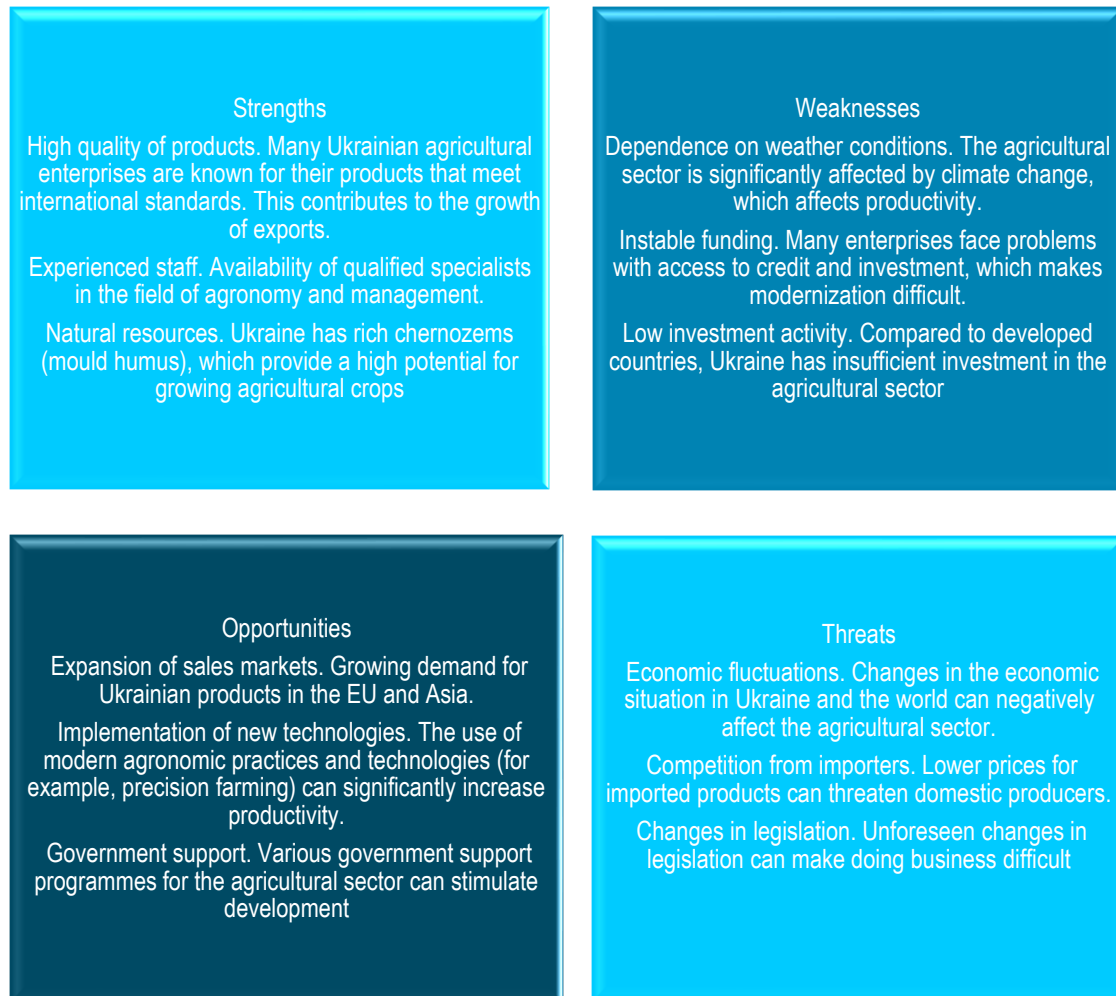 Strengths
High quality of products. Many Ukrainian agricultural
enterprises are known for their products that meet
international standards. This contributes to the growth
of exports.
Experienced staff. Availability of qualified specialists
in the field of agronomy and management.
Natural resources. Ukraine has rich chernozems
(mould humus), which provide a high potential for
growing agricultural crops
Weaknesses
Dependence on weather conditions. The agricultural
sector is significantly affected by climate change,
which affects productivity.
Instable funding. Many enterprises face problems
with access to credit and investment, which makes
modernization difficult.
Low investment activity. Compared to developed
countries, Ukraine has insufficient investment in the
agricultural sector
Opportunities
Expansion of sales markets. Growing demand for
Ukrainian products in the EU and Asia.
Implementation of new technologies. The use of
modern agronomic practices and technologies (for
example, precision farming) can significantly increase
productivity.
Government support. Various government support
programmes for the agricultural sector can stimulate
development
Threats
Economic fluctuations. Changes in the economic
situation in Ukraine and the world can negatively
affect the agricultural sector.
Competition from importers. Lower prices for
imported products can threaten domestic producers.
Changes in legislation. Unforeseen changes in
legislation can make doing business difficult